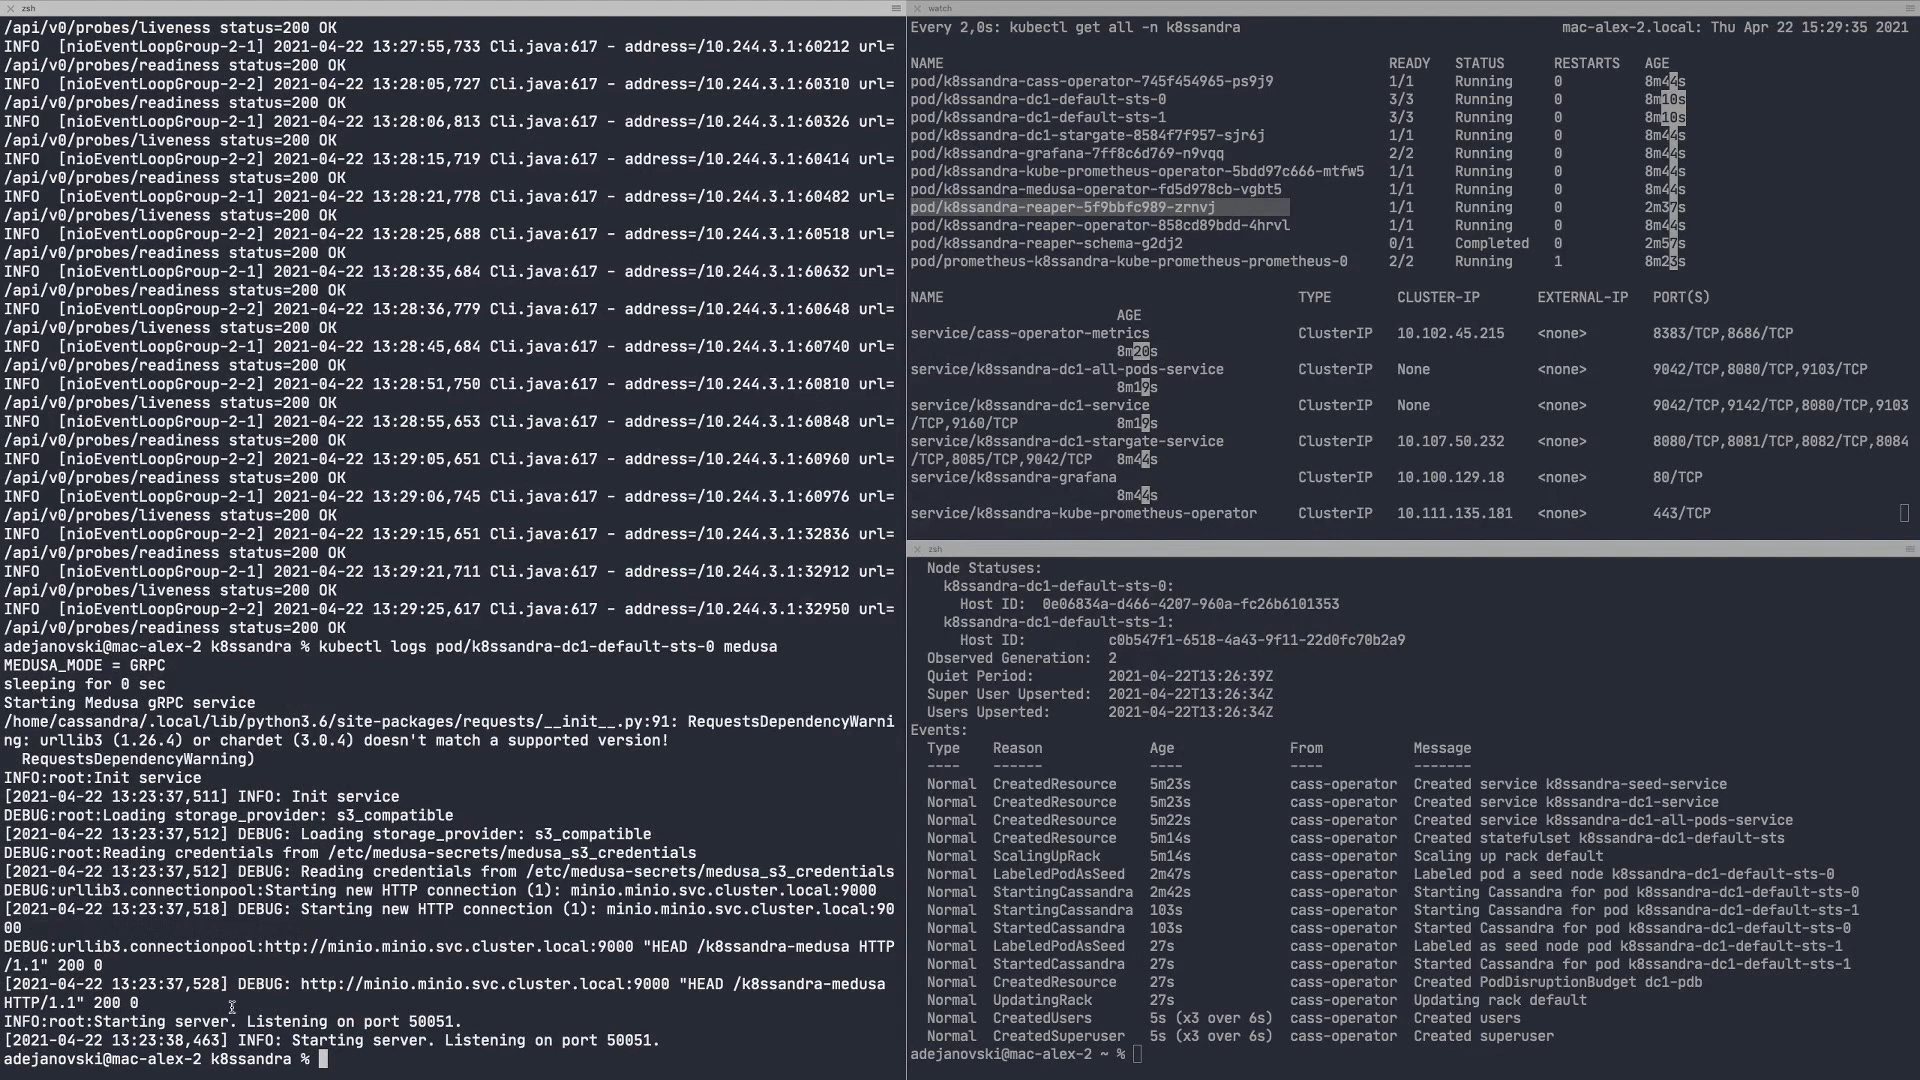 zsh
/api/v0/probes/liveness status=200 OK
INFO  [nioEventLoopGroup-2-1] 2021-04-22 13:27:55,733 Cli.java:617 - address=/10.244.3.1:60212 url=
/api/v0/probes/readiness status=200 OK
INFO  [nioEventLoopGroup-2-2] 2021-04-22 13:28:05,727 Cli.java:617 - address=/10.244.3.1:60310 url=
/api/v0/probes/readiness status=200 OK
INFO  [nioEventLoopGroup-2-1] 2021-04-22 13:28:06,813 Cli.java:617 - address=/10.244.3.1:60326 url=
/api/v0/probes/liveness status=200 OK
INFO  [nioEventLoopGroup-2-2] 2021-04-22 13:28:15,719 Cli.java:617 - address=/10.244.3.1:60414 url=
/api/v0/probes/readiness status=200 OK
INFO  [nioEventLoopGroup-2-1] 2021-04-22 13:28:21,778 Cli.java:617 - address=/10.244.3.1:60482 url=
/api/v0/probes/liveness status=200 OK
INFO  [nioEventLoopGroup-2-2] 2021-04-22 13:28:25,688 Cli.java:617 - address=/10.244.3.1:60518 url=
/api/v0/probes/readiness status=200 OK
INFO  [nioEventLoopGroup-2-1] 2021-04-22 13:28:35,684 Cli.java:617 - address=/10.244.3.1:60632 url=
/api/v0/probes/readiness status=200 OK
INFO  [nioEventLoopGroup-2-2] 2021-04-22 13:28:36,779 Cli.java:617 - address=/10.244.3.1:60648 url=
/api/v0/probes/liveness status=200 OK
INFO  [nioEventLoopGroup-2-1] 2021-04-22 13:28:45,684 Cli.java:617 - address=/10.244.3.1:60740 url=
/api/v0/probes/readiness status=200 OK
INFO  [nioEventLoopGroup-2-2] 2021-04-22 13:28:51,750 Cli.java:617 - address=/10.244.3.1:60810 url=
/api/v0/probes/liveness status=200 OK
INFO  [nioEventLoopGroup-2-1] 2021-04-22 13:28:55,653 Cli.java:617 - address=/10.244.3.1:60848 url=
/api/v0/probes/readiness status=200 OK
INFO  [nioEventLoopGroup-2-2] 2021-04-22 13:29:05,651 Cli.java:617 - address=/10.244.3.1:60960 url=
/api/v0/probes/readiness status=200 OK
INFO  [nioEventLoopGroup-2-1] 2021-04-22 13:29:06,745 Cli.java:617 - address=/10.244.3.1:60976 url=
/api/v0/probes/liveness status=200 OK
INFO  [nioEventLoopGroup-2-2] 2021-04-22 13:29:15,651 Cli.java:617 - address=/10.244.3.1:32836 url=
/api/v0/probes/readiness status=200 OK
INFO  [nioEventLoopGroup-2-1] 2021-04-22 13:29:21,711 Cli.java:617 - address=/10.244.3.1:32912 url=
/api/v0/probes/liveness status=200 OK
INFO  [nioEventLoopGroup-2-2] 2021-04-22 13:29:25,617 Cli.java:617 - address=/10.244.3.1:32950 url=
/api/v0/probes/readiness status=200 OK
adejanovski@mac-alex-2 k8ssandra % kubectl logs pod/k8ssandra-dc1-default-sts-0 medusa
MEDUSA_MODE = GRPC
sleeping for 0 sec
Starting Medusa gRPC service
/home/cassandra/.local/lib/python3.6/site-packages/requests/__init__.py:91: RequestsDependencyWarni
ng: urllib3 (1.26.4) or chardet (3.0.4) doesn't match a supported version!
  RequestsDependencyWarning)
INFO:root:Init service
[2021-04-22 13:23:37,511] INFO: Init service
DEBUG:root:Loading storage_provider: s3_compatible
[2021-04-22 13:23:37,512] DEBUG: Loading storage_provider: s3_compatible
DEBUG:root:Reading credentials from /etc/medusa-secrets/medusa_s3_credentials
[2021-04-22 13:23:37,512] DEBUG: Reading credentials from /etc/medusa-secrets/medusa_s3_credentials
DEBUG:urllib3.connectionpool:Starting new HTTP connection (1): minio.minio.svc.cluster.local:9000
[2021-04-22 13:23:37,518] DEBUG: Starting new HTTP connection (1): minio.minio.svc.cluster.local:90
00
DEBUG:urllib3.connectionpool:http://minio.minio.svc.cluster.local:9000 "HEAD /k8ssandra-medusa HTTP
/1.1" 200 0
[2021-04-22 13:23:37,528] DEBUG: http://minio.minio.svc.cluster.local:9000 "HEAD /k8ssandra-medusa
HTTP/1.1" 200 0
INFO:root:Starting server. Listening on port 50051.
[2021-04-22 13:23:38,463] INFO: Starting server. Listening on port 50051.
adejanovski@mac-alex-2 k8ssandra %
watch
Every 2,0s: kubectl get all -n k8ssandra    mac-alex-2.local: Thu Apr 22 15:29:35 2021
NAME    READY   STATUS   RESTARTS   AGE
pod/k8ssandra-cass-operator-745f454965-ps9j9   1/1   Running   0   8m44s
pod/k8ssandra-dc1-default-sts-0   3/3   Running   0   8m10s
pod/k8ssandra-dc1-default-sts-1   3/3   Running   0   8m10s
pod/k8ssandra-dc1-stargate-8584f7f957-sjr6j   1/1   Running   0   8m44s
pod/k8ssandra-grafana-7ff8c6d769-n9vqq   2/2   Running   0   8m44s
pod/k8ssandra-kube-prometheus-operator-5bdd97c666-mtfw5   1/1   Running   0   8m44s
pod/k8ssandra-medusa-operator-fd5d978cb-vgbt5   1/1   Running   0   8m44s
pod/k8ssandra-reaper-5f9bbfc989-zrnvj   1/1   Running   0   2m37s
pod/k8ssandra-reaper-operator-858cd89bdd-4hrvl   1/1   Running   0   8m44s
pod/k8ssandra-reaper-schema-g2dj2   0/1   Completed   0   2m57s
pod/prometheus-k8ssandra-kube-prometheus-prometheus-0   2/2   Running   1   8m23s
NAME   TYPE   CLUSTER-IP   EXTERNAL-IP   PORT(S)
AGE
service/cass-operator-metrics   ClusterIP   10.102.45.215   <none>   8383/TCP,8686/TCP
8m20s
service/k8ssandra-dc1-all-pods-service   ClusterIP   None   <none>   9042/TCP,8080/TCP,9103/TCP
8m19s
service/k8ssandra-dc1-service   ClusterIP   None   <none>   9042/TCP,9142/TCP,8080/TCP,9103
/TCP,9160/TCP   8m19s
service/k8ssandra-dc1-stargate-service   ClusterIP   10.107.50.232   <none>   8080/TCP,8081/TCP,8082/TCP,8084
/TCP,8085/TCP,9042/TCP   8m44s
service/k8ssandra-grafana   ClusterIP   10.100.129.18   <none>   80/TCP
8m44s
service/k8ssandra-kube-prometheus-operator   ClusterIP   10.111.135.181   <none>   443/TCP
zsh
Node Statuses:
k8ssandra-dc1-default-sts-0:
Host ID:  0e06834a-d466-4207-960a-fc26b6101353
k8ssandra-dc1-default-sts-1:
Host ID:  c0b547f1-6518-4a43-9f11-22d0fc70b2a9
Observed Generation:  2
Quiet Period:  2021-04-22T13:26:39Z
Super User Upserted:  2021-04-22T13:26:34Z
Users Upserted:  2021-04-22T13:26:34Z
Events:
Type   Reason   Age   From   Message
----   ------   ----   ----   -------
Normal   CreatedResource   5m23s   cass-operator   Created service k8ssandra-seed-service
Normal   CreatedResource   5m23s   cass-operator   Created service k8ssandra-dc1-service
Normal   CreatedResource   5m22s   cass-operator   Created service k8ssandra-dc1-all-pods-service
Normal   CreatedResource   5m14s   cass-operator   Created statefulset k8ssandra-dc1-default-sts
Normal   ScalingUpRack   5m14s   cass-operator   Scaling up rack default
Normal   LabeledPodAsSeed   2m47s   cass-operator   Labeled pod a seed node k8ssandra-dc1-default-sts-0
Normal   StartingCassandra   2m42s   cass-operator   Starting Cassandra for pod k8ssandra-dc1-default-sts-0
Normal   StartingCassandra   103s   cass-operator   Starting Cassandra for pod k8ssandra-dc1-default-sts-1
Normal   StartedCassandra   103s   cass-operator   Started Cassandra for pod k8ssandra-dc1-default-sts-0
Normal   LabeledPodAsSeed   27s   cass-operator   Labeled as seed node pod k8ssandra-dc1-default-sts-1
Normal   StartedCassandra   27s   cass-operator   Started Cassandra for pod k8ssandra-dc1-default-sts-1
Normal   CreatedResource   27s   cass-operator   Created PodDisruptionBudget dc1-pdb
Normal   UpdatingRack   27s   cass-operator   Updating rack default
Normal   CreatedUsers   5s (x3 over 6s)   cass-operator   Created users
Normal   CreatedSuperuser   5s (x3 over 6s)   cass-operator   Created superuser
adejanovski@mac-alex-2 ~ %